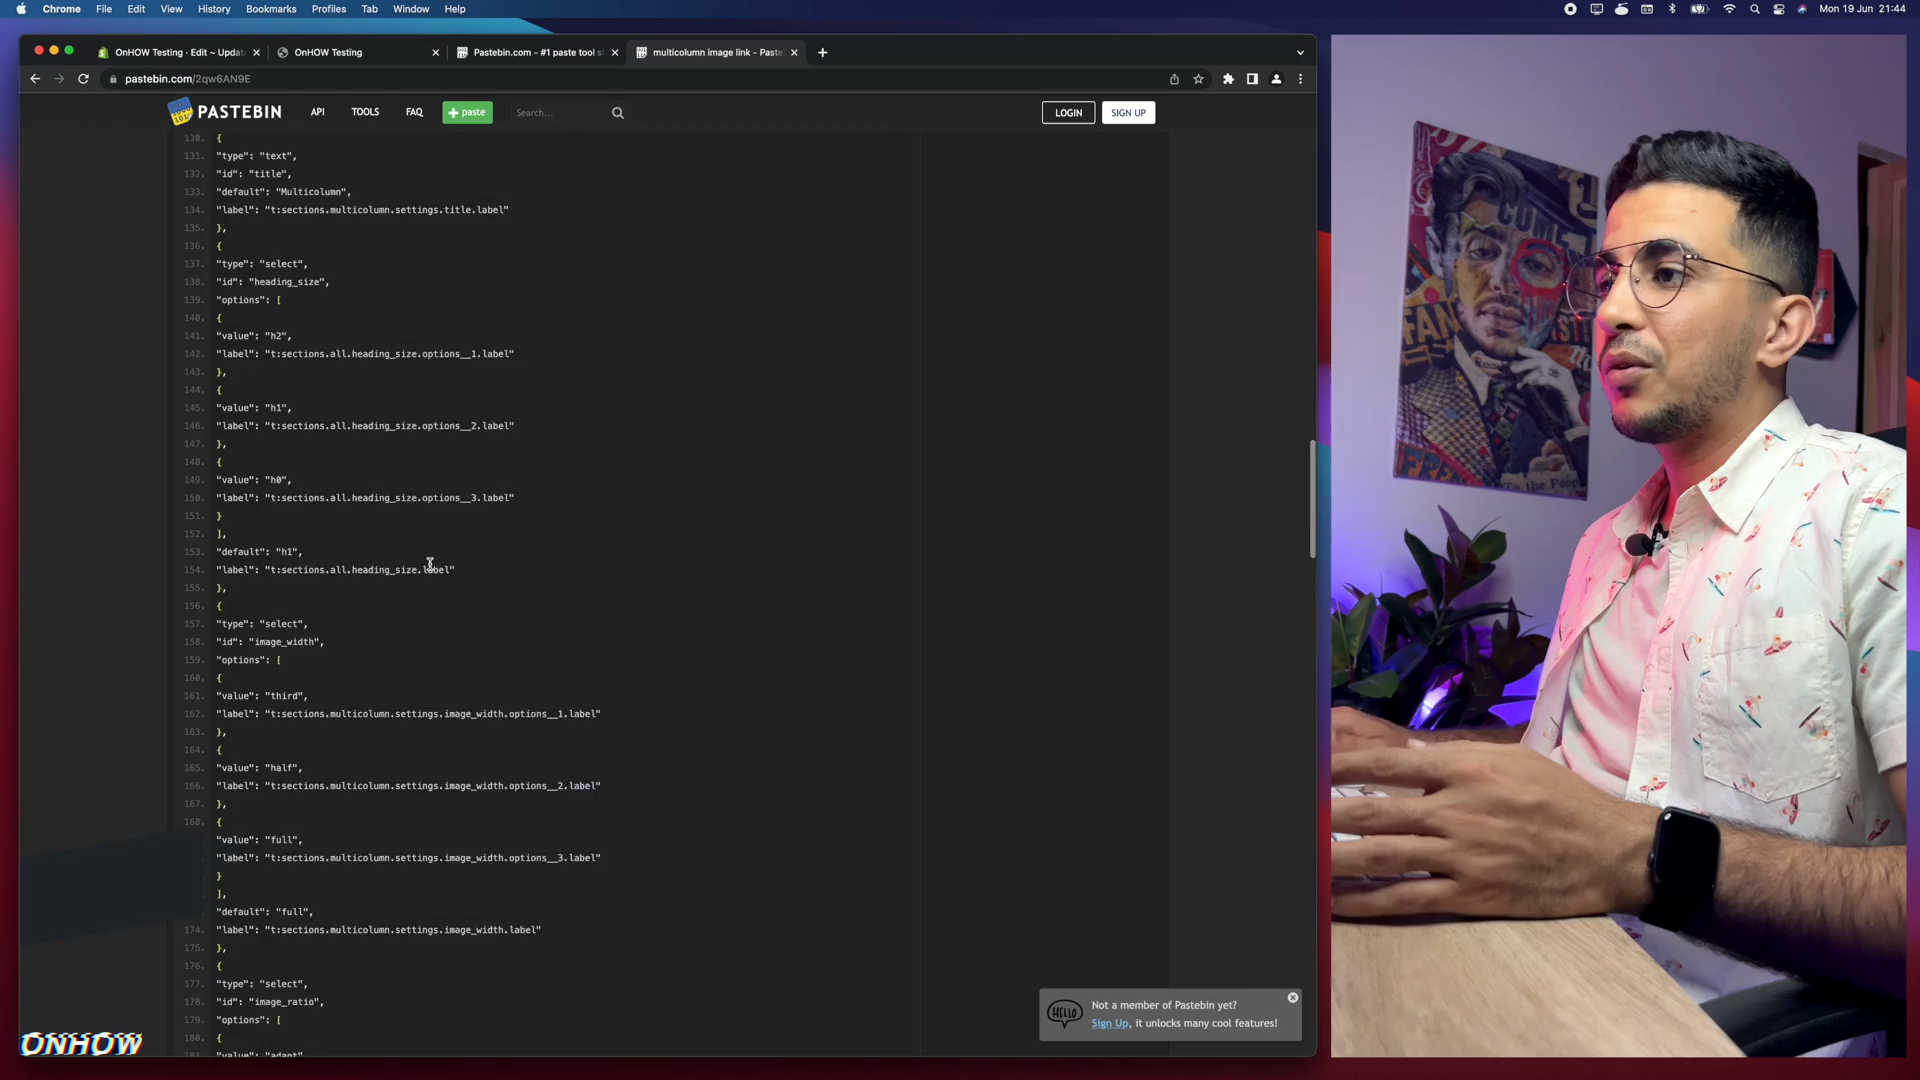 Chrome File Edit View History Bookmarks Profiles Tab Window Help Mon 19 Jun 21:44
OnHOW Testing · Edit ~ Updat OnHOW Testing Pastebin.com - #1 paste tool s multicolumn image link - Paste
pastebin.com/2qw6AN9E
PASTEBIN API TOOLS FAQ + paste Search... LOGIN SIGN UP
130. {
131. "type": "text",
132. "id": "title",
133. "default": "Multicolumn",
134. "label": "t:sections.multicolumn.settings.title.label"
135. },
136. {
137. "type": "select",
138. "id": "heading_size",
139. "options": [
140. {
141. "value": "h2",
142. "label": "t:sections.all.heading_size.options__1.label"
143. },
144. {
145. "value": "h1",
146. "label": "t:sections.all.heading_size.options__2.label"
147. },
148. {
149. "value": "h0",
150. "label": "t:sections.all.heading_size.options__3.label"
151. }
152. ],
153. "default": "h1",
154. "label": "t:sections.all.heading_size.label"
155. },
156. {
157. "type": "select",
158. "id": "image_width",
159. "options": [
160. {
161. "value": "third",
162. "label": "t:sections.multicolumn.settings.image_width.options__1.label"
163. },
164. {
165. "value": "half",
166. "label": "t:sections.multicolumn.settings.image_width.options__2.label"
167. },
168. {
"value": "full",
"label": "t:sections.multicolumn.settings.image_width.options__3.label"
}
],
"default": "full",
174. "label": "t:sections.multicolumn.settings.image_width.label"
175. },
176. {
177. "type": "select",
178. "id": "image_ratio",
179. "options": [
180. {
181. "value": "adapt"
HELLO Not a member of Pastebin yet?
Sign Up, it unlocks many cool features!
ONHOW
COME
FAN
To the People